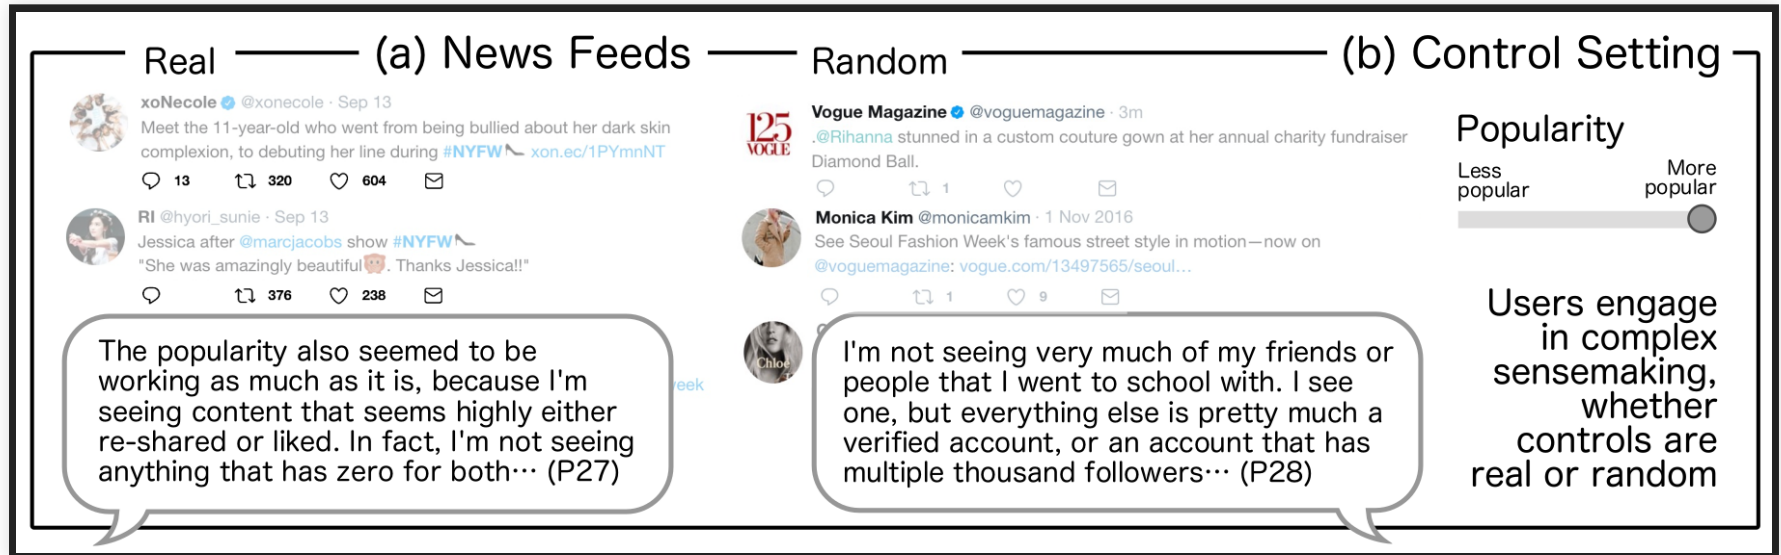 Real
(a) News Feeds
Random
(b) Control Setting
xoNecole @xonecole · Sep 13
Meet the 11-year-old who went from being bullied about her dark skin
complexion, to debuting her line during #NYFW xon.ec/1PYmnNT
13 320 604
RI @hyori_sunie · Sep 13
Jessica after @marcjacobs show #NYFW
"She was amazingly beautiful. Thanks Jessica!!"
376 238
eek
The popularity also seemed to be
working as much as it is, because I'm
seeing content that seems highly either
re-shared or liked. In fact, I'm not seeing
anything that has zero for both··· (P27)
125
VOGUE
Vogue Magazine @voguemagazine · 3m
.@Rihanna stunned in a custom couture gown at her annual charity fundraiser
Diamond Ball.
1
Monica Kim @monicamkim · 1 Nov 2016
See Seoul Fashion Week's famous street style in motion—now on
@voguemagazine: vogue.com/13497565/seoul...
1 9
Chloé
I'm not seeing very much of my friends or
people that I went to school with. I see
one, but everything else is pretty much a
verified account, or an account that has
multiple thousand followers··· (P28)
Popularity
Less
popular
More
popular
Users engage
in complex
sensemaking,
whether
controls are
real or random